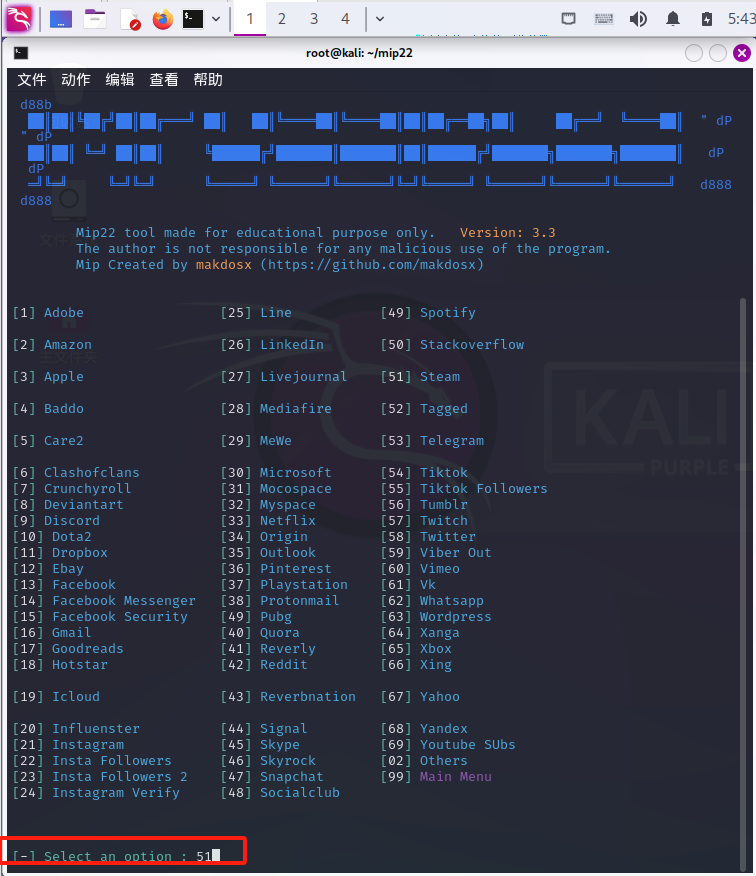 1 2 3 4 5:43
root@kali: ~/mip22
文件 动作 编辑 查看 帮助
d88b
" dP
" dP
dP
dP
d888
d888
Mip22 tool made for educational purpose only. Version: 3.3
The author is not responsible for any malicious use of the program.
Mip Created by makdosx (https://github.com/makdosx)
[1] Adobe [25] Line [49] Spotify
[2] Amazon [26] LinkedIn [50] Stackoverflow
[3] Apple [27] Livejournal [51] Steam
[4] Baddo [28] Mediafire [52] Tagged
[5] Care2 [29] MeWe [53] Telegram
[6] Clashofclans [30] Microsoft [54] Tiktok
[7] Crunchyroll [31] Mocospace [55] Tiktok Followers
[8] Deviantart [32] Myspace [56] Tumblr
[9] Discord [33] Netflix [57] Twitch
[10] Dota2 [34] Origin [58] Twitter
[11] Dropbox [35] Outlook [59] Viber Out
[12] Ebay [36] Pinterest [60] Vimeo
[13] Facebook [37] Playstation [61] Vk
[14] Facebook Messenger [38] Protonmail [62] Whatsapp
[15] Facebook Security [49] Pubg [63] Wordpress
[16] Gmail [40] Quora [64] Xanga
[17] Goodreads [41] Reverly [65] Xbox
[18] Hotstar [42] Reddit [66] Xing
[19] Icloud [43] Reverbnation [67] Yahoo
[20] Influenster [44] Signal [68] Yandex
[21] Instagram [45] Skype [69] Youtube SUbs
[22] Insta Followers [46] Skyrock [02] Others
[23] Insta Followers 2 [47] Snapchat [99] Main Menu
[24] Instagram Verify [48] Socialclub
[-] Select an option : 51
KALI
PURPLE
主文件夹